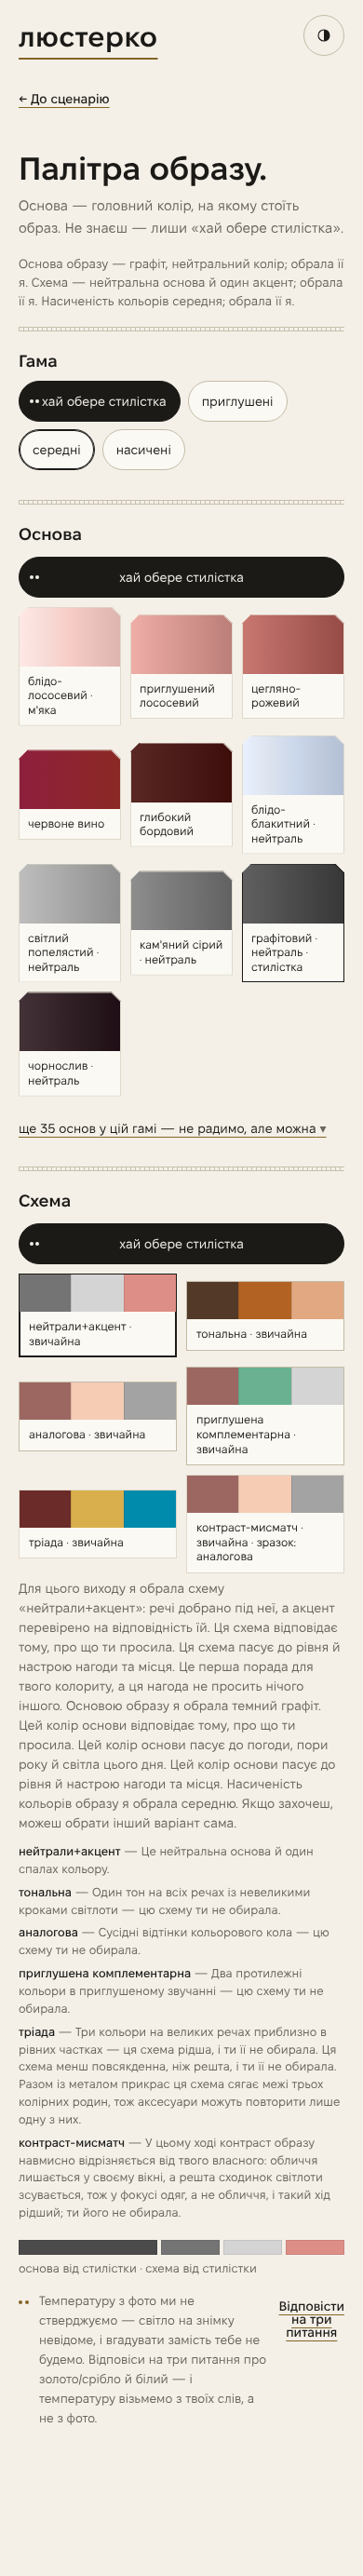 люстерко
← До сценарію
Палітра образу.
Основа — головний колір, на якому стоїть
образ. Не знаєш — лиши «хай обере стилістка».
Основа образу — графіт, нейтральний колір; обрала її
я. Схема — нейтральна основа й один акцент; обрала
її я. Насиченість кольорів середня; обрала її я.
Гама
•• хай обере стилістка
приглушені
середні
насичені
Основа
•• хай обере стилістка
блідо-
лососевий ·
м'яка
приглушений
лососевий
цегляно-
рожевий
червоне вино
глибокий
бордовий
блідо-
блакитний ·
нейтраль
світлий
попелястий ·
нейтраль
кам'яний сірий
· нейтраль
графітовий ·
нейтраль ·
стилістка
чорнослив ·
нейтраль
ще 35 основ у цій гамі — не радимо, але можна ▾
Схема
•• хай обере стилістка
нейтрали+акцент ·
звичайна
тональна · звичайна
аналогова · звичайна
приглушена
комплементарна ·
звичайна
тріада · звичайна
контраст-мисматч ·
звичайна · зразок:
аналогова
Для цього виходу я обрала схему
«нейтрали+акцент»: речі добрано під неї, а акцент
перевірено на відповідність їй. Ця схема відповідає
тому, про що ти просила. Ця схема пасує до рівня й
настрою нагоди та місця. Це перша порада для
твого колориту, а ця нагода не просить нічого
іншого. Основою образу я обрала темний графіт.
Цей колір основи відповідає тому, про що ти
просила. Цей колір основи пасує до погоди, пори
року й світла цього дня. Цей колір основи пасує до
рівня й настрою нагоди та місця. Насиченість
кольорів образу я обрала середню. Якщо захочеш,
можеш обрати інший варіант сама.
нейтрали+акцент — Це нейтральна основа й один
спалах кольору.
тональна — Один тон на всіх речах із невеликими
кроками світлоти — цю схему ти не обирала.
аналогова — Сусідні відтінки кольорового кола — цю
схему ти не обирала.
приглушена комплементарна — Два протилежні
кольори в приглушеному звучанні — цю схему ти не
обирала.
тріада — Три кольори на великих речах приблизно в
рівних частках — ця схема рідша, і ти її не обирала. Ця
схема менш повсякденна, ніж решта, і ти її не обирала.
Разом із металом прикрас ця схема сягає межі трьох
колірних родин, тож аксесуари можуть повторити лише
одну з них.
контраст-мисматч — У цьому ході контраст образу
навмисно відрізняється від твого власного: обличчя
лишається у своєму вікні, а решта сходинок світлоти
зсувається, тож у фокусі одяг, а не обличчя, і такий хід
рідший; ти його не обирала.
основа від стилістки · схема від стилістки
•• Температуру з фото ми не
стверджуємо — світло на знімку
невідоме, і вгадувати замість тебе не
будемо. Відповіси на три питання про
золото/срібло й білий — і
температуру візьмемо з твоїх слів, а
не з фото.
Відповісти
на три
питання